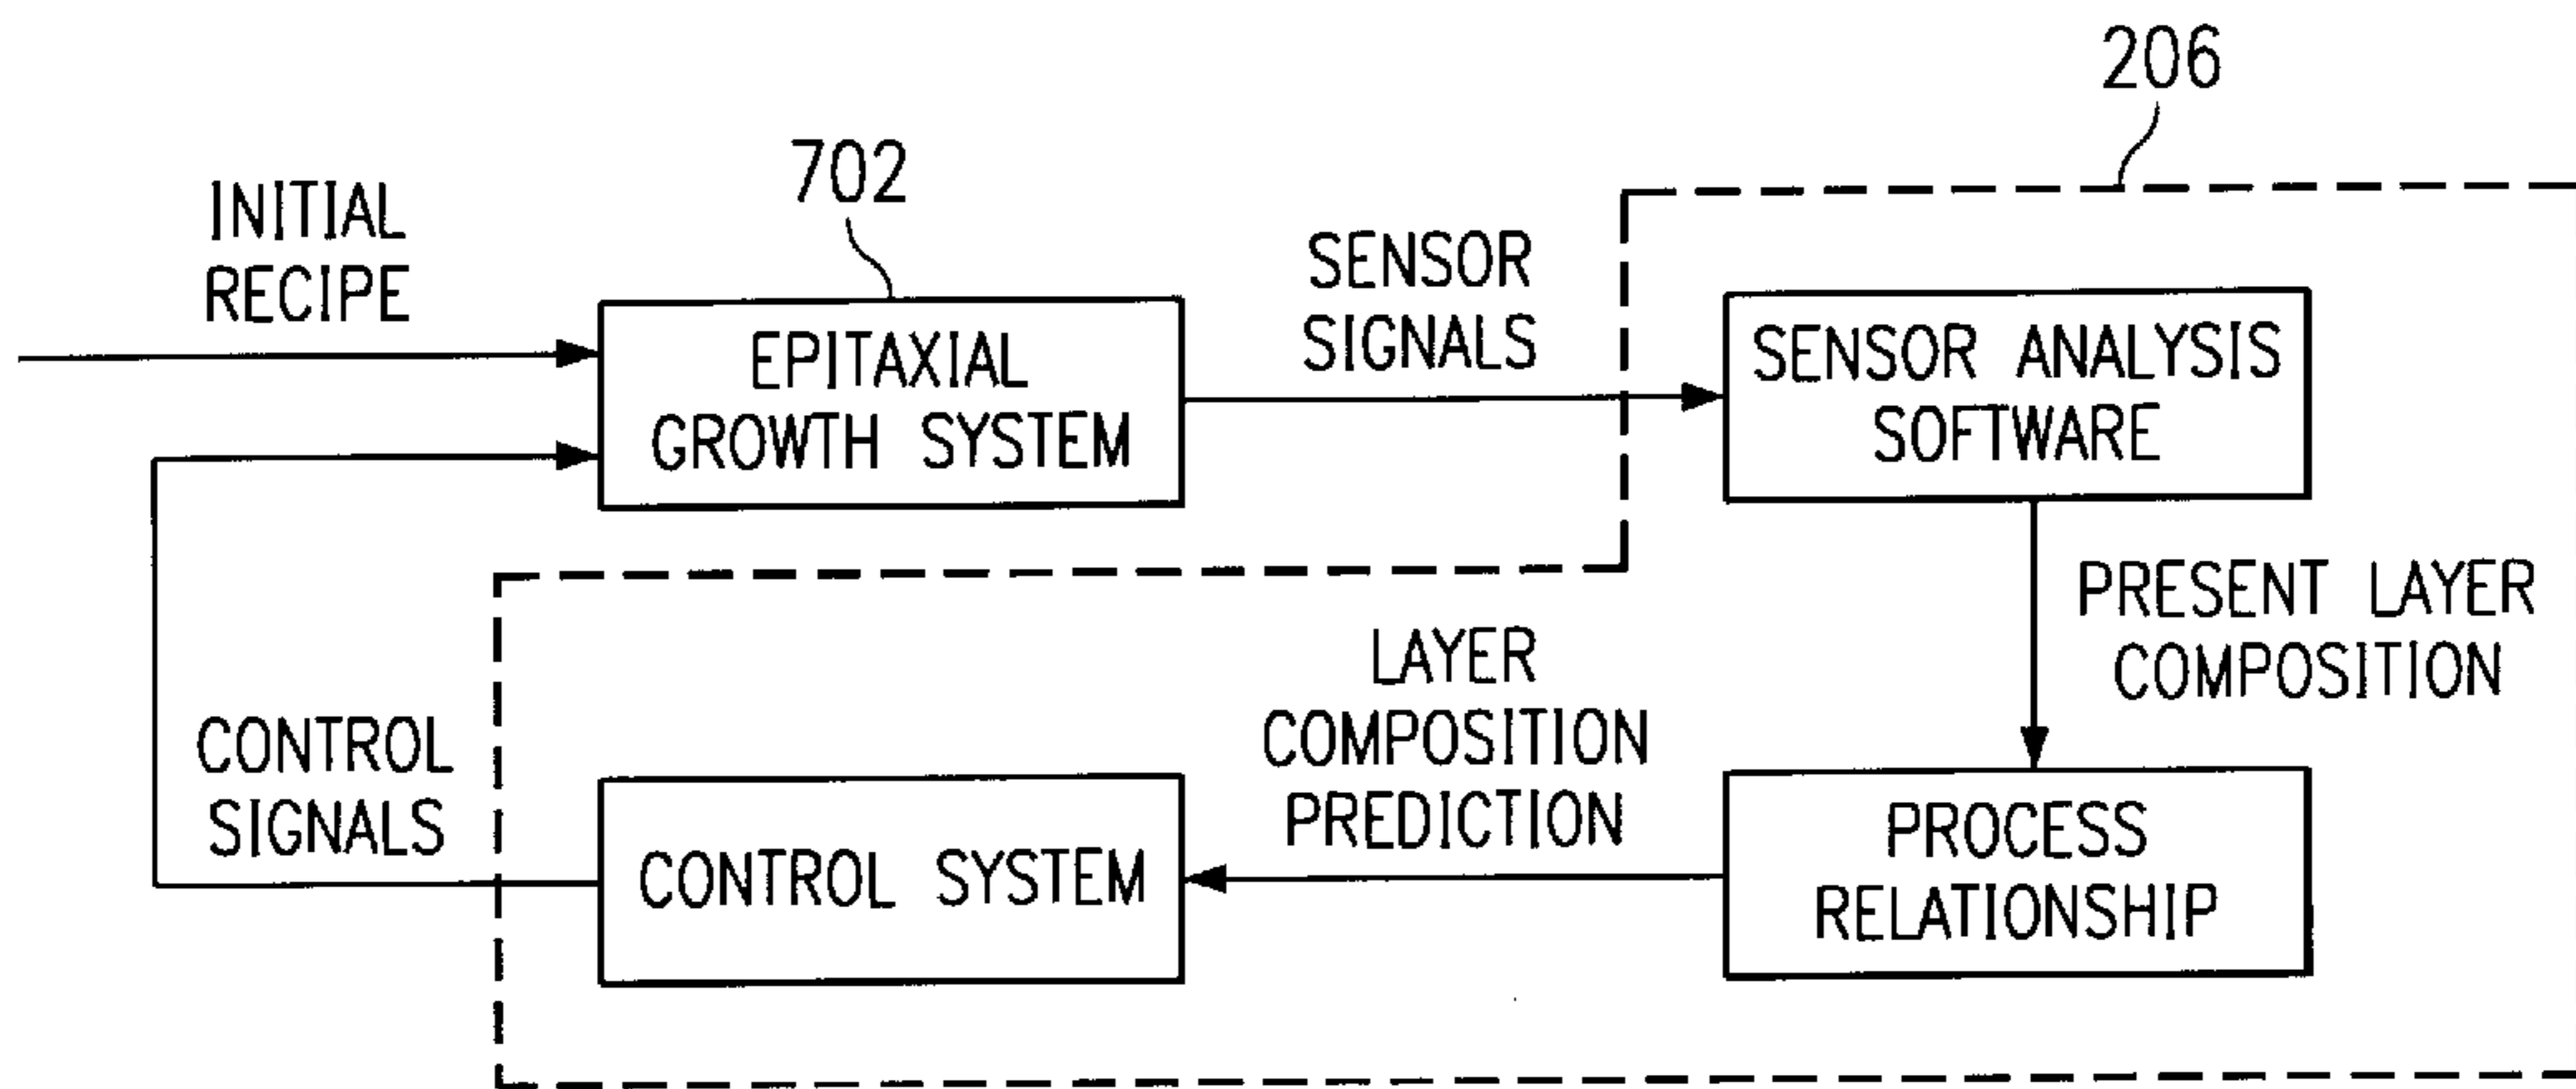 206
702
INITIAL
RECIPE
EPITAXIAL
GROWTH SYSTEM
SENSOR
SIGNALS
SENSOR ANALYSIS
SOFTWARE
PRESENT LAYER
COMPOSITION
PROCESS
RELATIONSHIP
LAYER
COMPOSITION
PREDICTION
CONTROL SYSTEM
CONTROL
SIGNALS